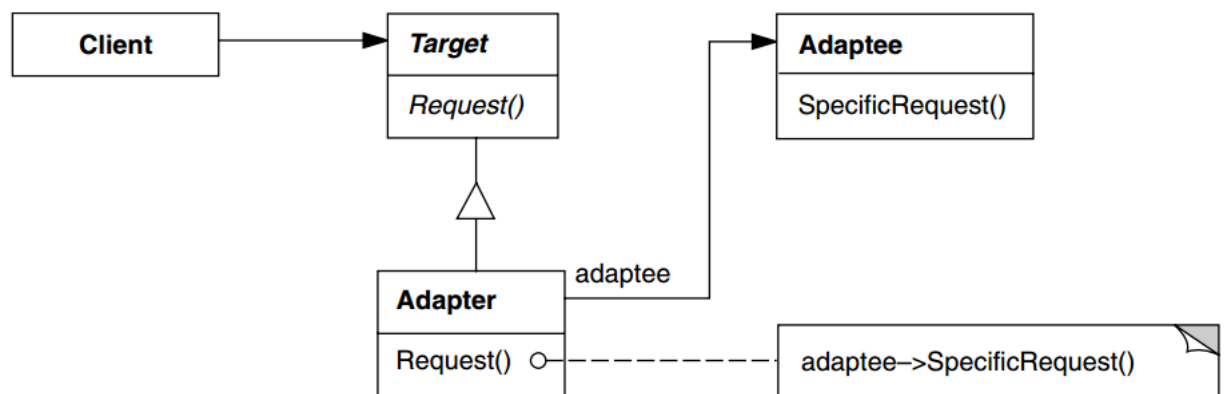 Client
Target
Request()
Adaptee
SpecificRequest()
adaptee
Adapter
Request()
adaptee–>SpecificRequest()